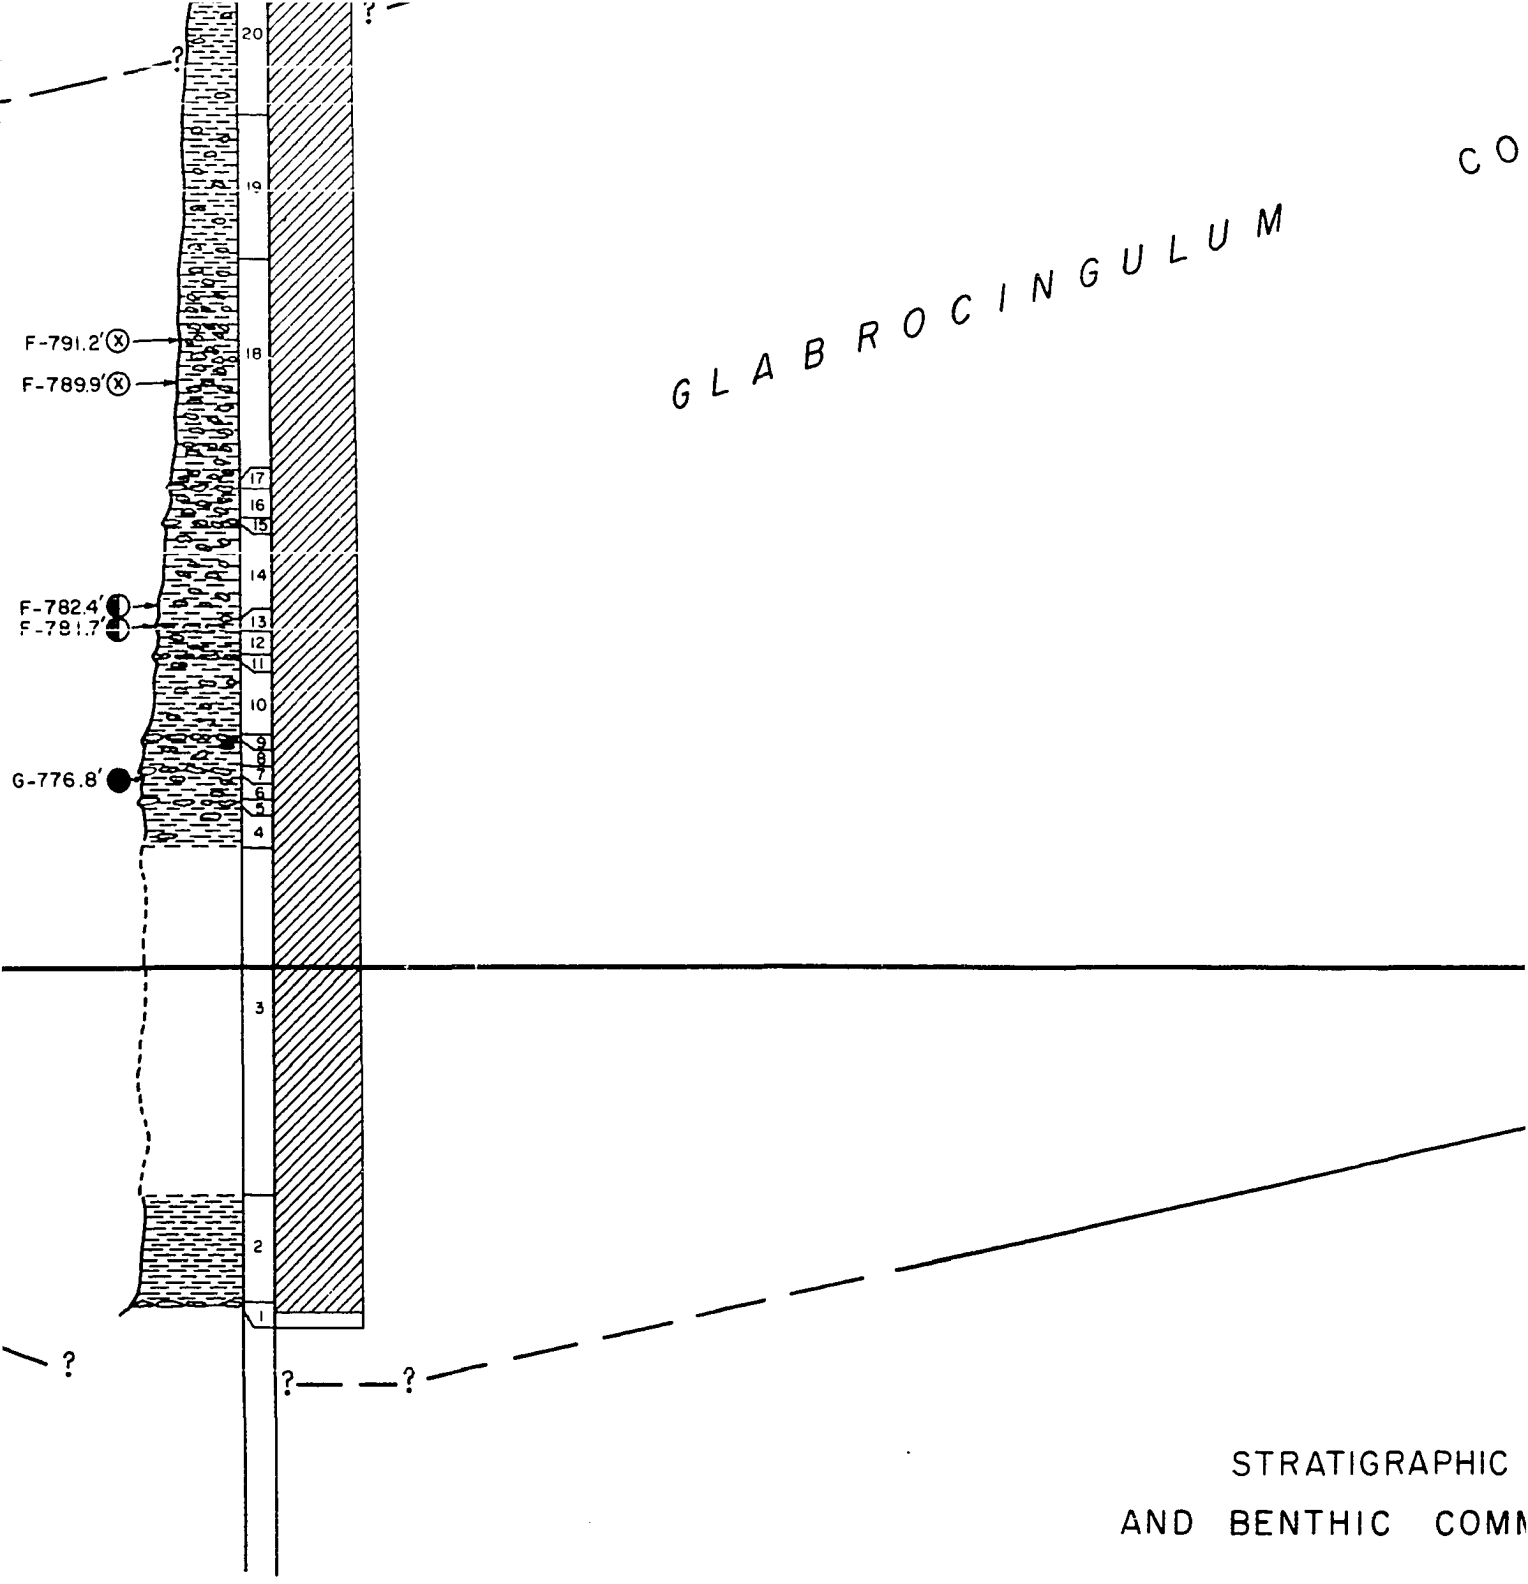 ?
20
?
CO
19
GLABROCINGULUM
F-791.2'
18
F-789.9'
17
16
15
14
F-782.4'
13
F-781.7'
12
11
10
9
8
G-776.8'
7
6
5
4
3
2
1
?
?
?
STRATIGRAPHIC
AND BENTHIC COMM